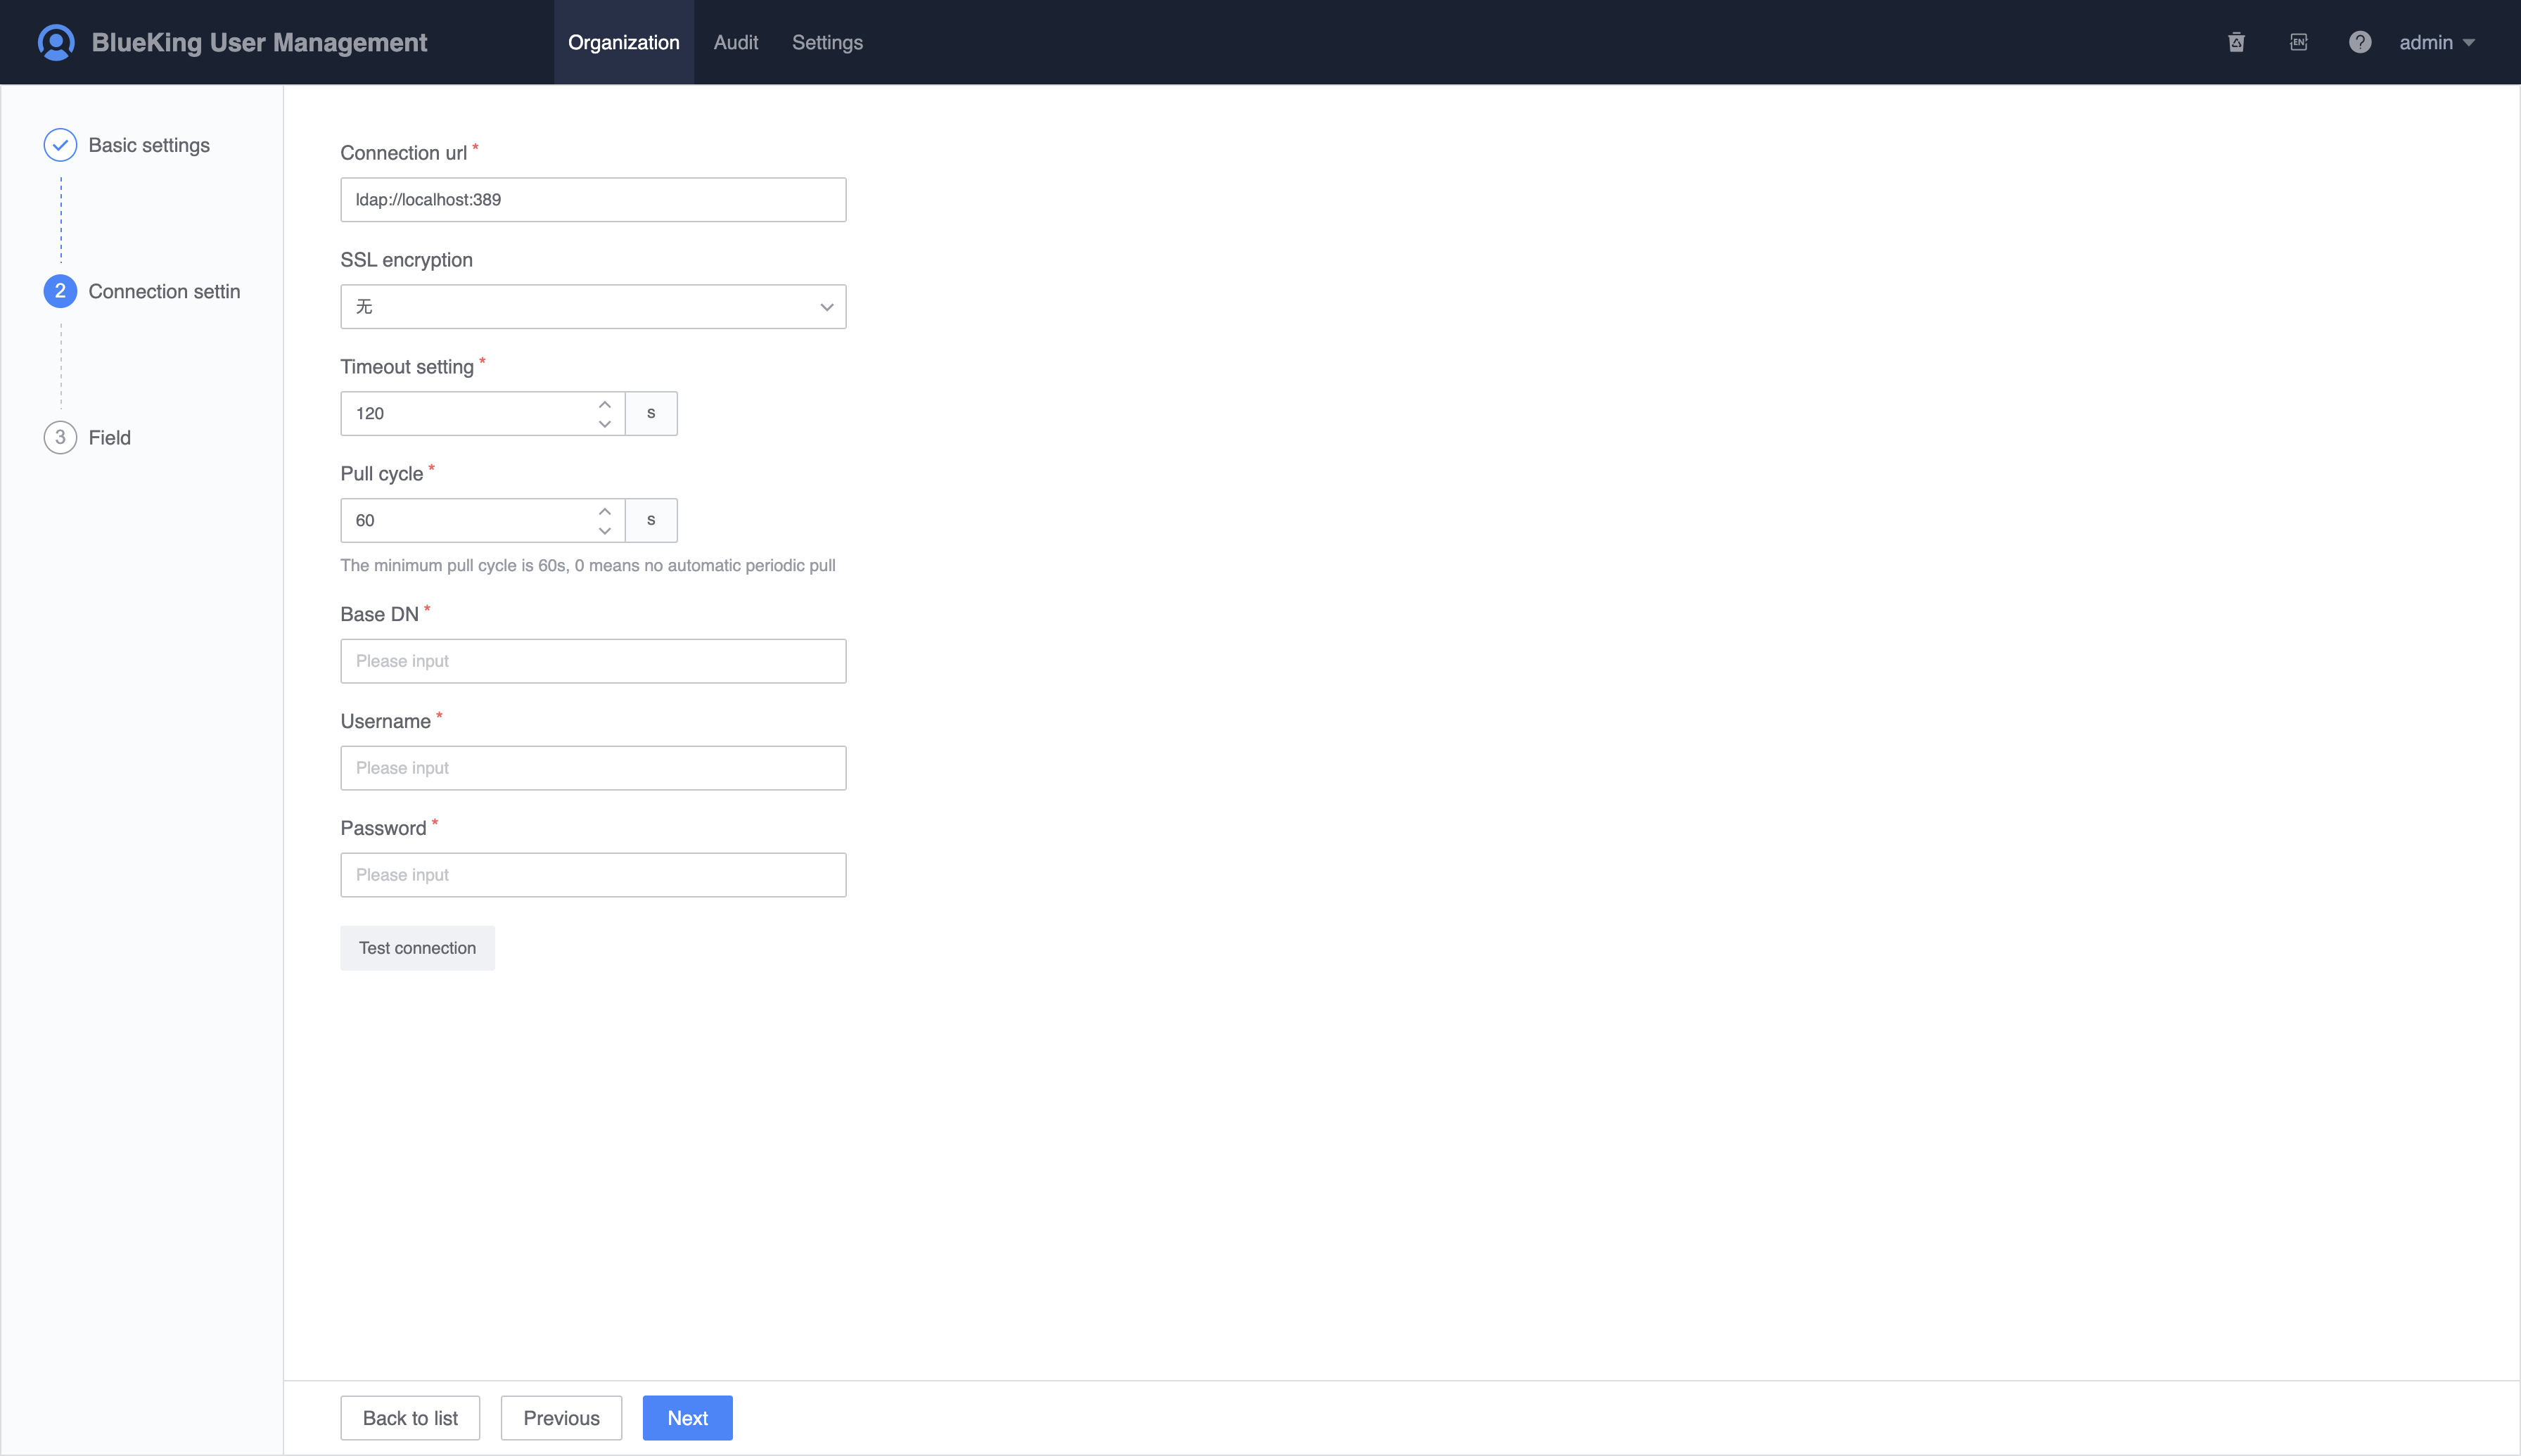 BlueKing User Management
Organization
Audit
Settings
EN
?
admin
Basic settings
2
Connection settin
3
Field
Connection url *
ldap://localhost:389
SSL encryption
无
Timeout setting *
120
s
Pull cycle *
60
s
The minimum pull cycle is 60s, 0 means no automatic periodic pull
Base DN *
Please input
Username *
Please input
Password *
Please input
Test connection
Back to list
Previous
Next